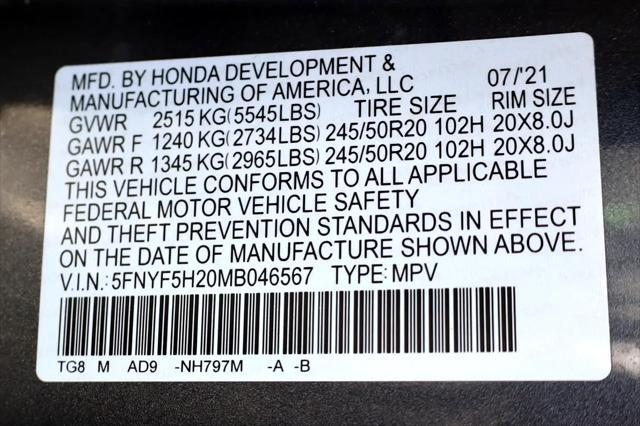 MFD. BY HONDA DEVELOPMENT &
MANUFACTURING OF AMERICA, LLC 07/'21
GVWR 2515 KG(5545LBS) TIRE SIZE RIM SIZE
GAWR F 1240 KG(2734LBS) 245/50R20 102H 20X8.0J
GAWR R 1345 KG(2965LBS) 245/50R20 102H 20X8.0J
THIS VEHICLE CONFORMS TO ALL APPLICABLE
FEDERAL MOTOR VEHICLE SAFETY
AND THEFT PREVENTION STANDARDS IN EFFECT
ON THE DATE OF MANUFACTURE SHOWN ABOVE.
V.I.N.: 5FNYF5H20MB046567 TYPE: MPV
TG8 M AD9 -NH797M -A -B